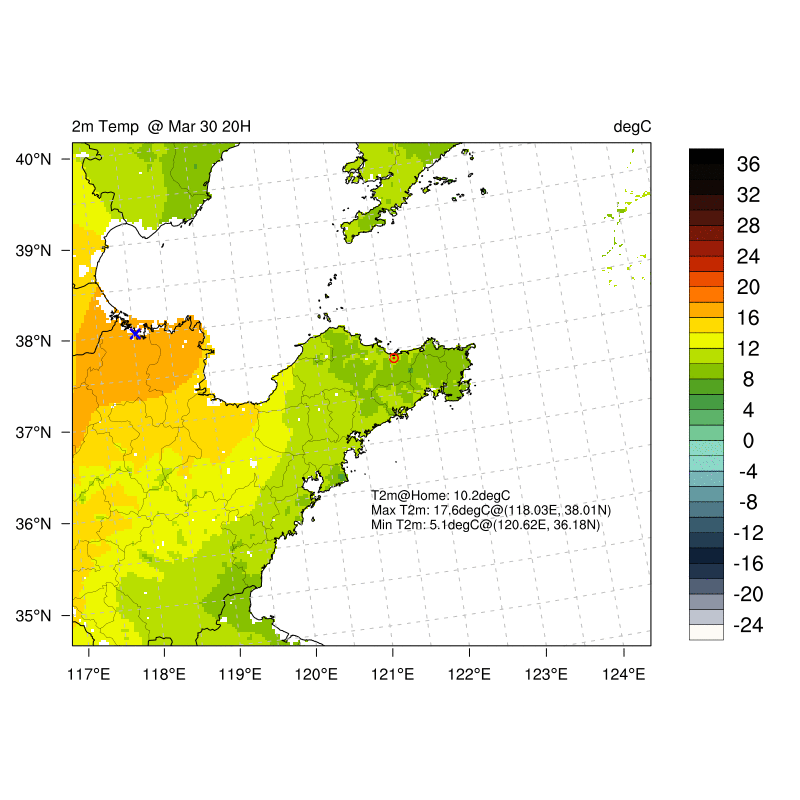 2m Temp @ Mar 30 20H
degC
40°N
39°N
38°N
37°N
36°N
35°N
117°E
118°E
119°E
120°E
121°E
122°E
123°E
124°E
T2m@Home: 10.2degC
Max T2m: 17.6degC@(118.03E, 38.01N)
Min T2m: 5.1degC@(120.62E, 36.18N)
36
32
28
24
20
16
12
8
4
0
-4
-8
-12
-16
-20
-24